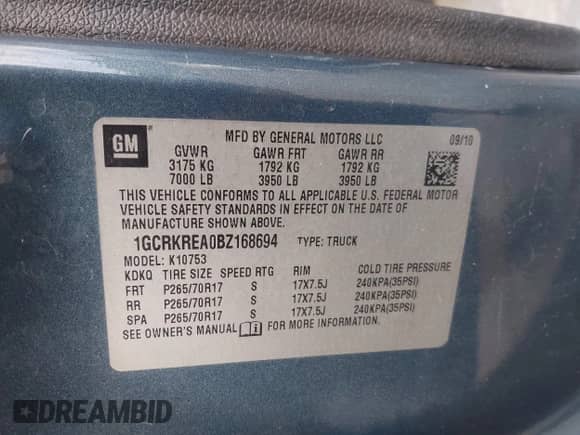 GM
MFD BY GENERAL MOTORS LLC 09/10
GVWR GAWR FRT GAWR RR
3175 KG 1792 KG 1792 KG
7000 LB 3950 LB 3950 LB
THIS VEHICLE CONFORMS TO ALL APPLICABLE U.S. FEDERAL MOTOR
VEHICLE SAFETY STANDARDS IN EFFECT ON THE DATE OF
MANUFACTURE SHOWN ABOVE.
1GCRKREA0BZ168694 TYPE: TRUCK
MODEL: K10753
KDKQ TIRE SIZE SPEED RTG RIM COLD TIRE PRESSURE
FRT P265/70R17 S 17X7.5J 240KPA(35PSI)
RR P265/70R17 S 17X7.5J 240KPA(35PSI)
SPA P265/70R17 S 17X7.5J 240KPA(35PSI)
SEE OWNER'S MANUAL FOR MORE INFORMATION.
DREAMBID